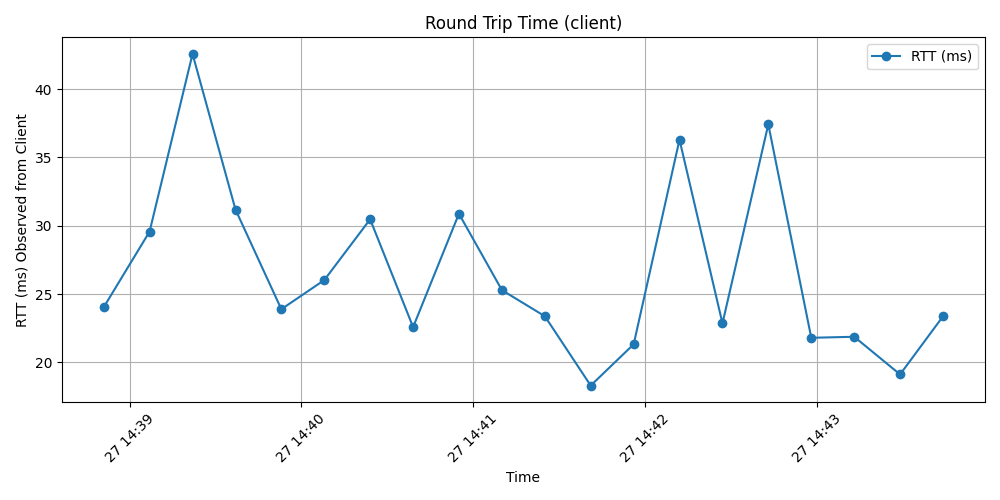 Round Trip Time (client)
RTT (ms)
RTT (ms) Observed from Client
40
35
30
25
20
27 14:39
27 14:40
27 14:41
27 14:42
27 14:43
Time